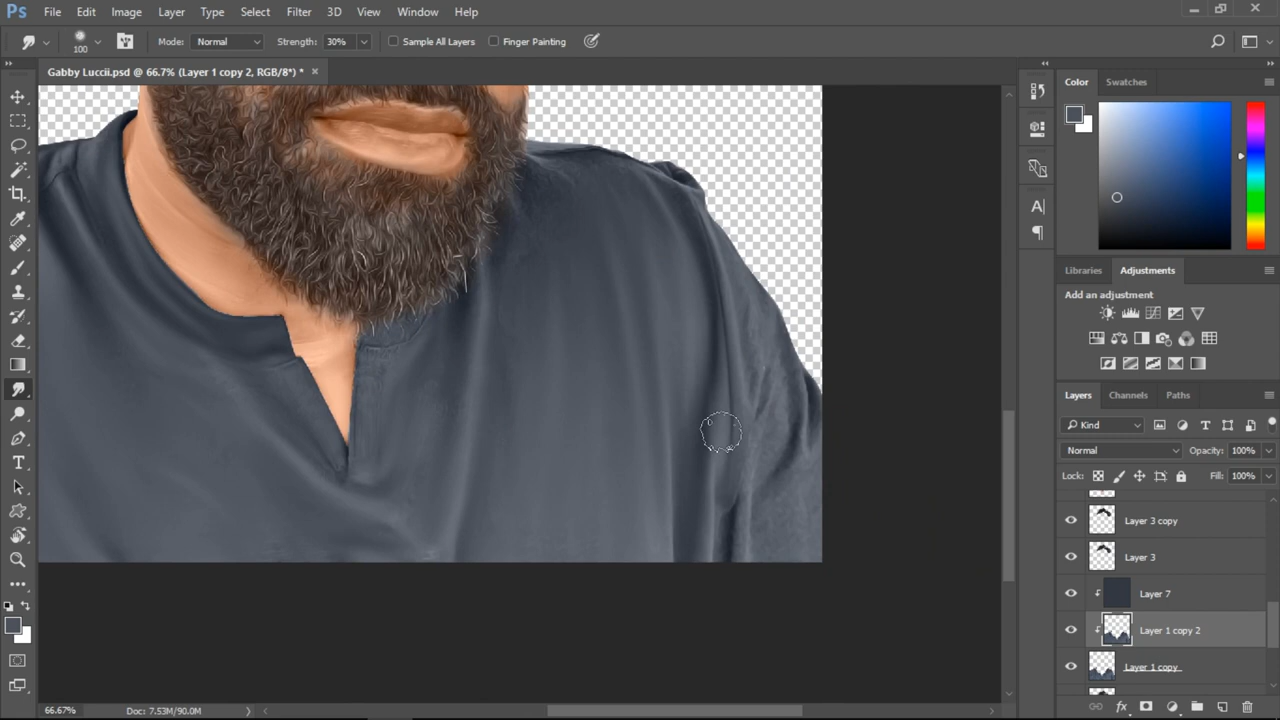 Ps File Edit Image Layer Type Select Filter 3D View Window Help
100 Mode: Normal Strength: 30% Sample All Layers Finger Painting
Gabby Luccii.psd @ 66.7% (Layer 1 copy 2, RGB/8*) * ×
Color Swatches
Libraries Adjustments
Add an adjustment
Layers Channels Paths
Kind
Normal Opacity: 100%
Lock: Fill: 100%
Layer 3 copy
Layer 3
Layer 7
Layer 1 copy 2
Layer 1 copy
66.67% Doc: 7.53M/90.0M